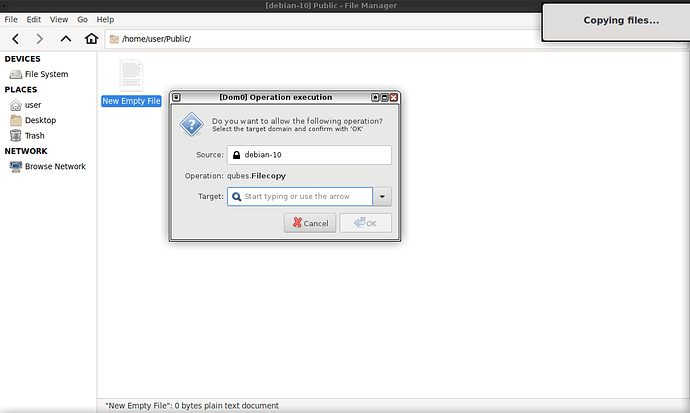 [debian-10] Public - File Manager
Copying files...
File Edit View Go Help
/home/user/Public/
DEVICES
File System
PLACES
user
Desktop
Trash
NETWORK
Browse Network
New Empty File
[Dom0] Operation execution
Do you want to allow the following operation?
Select the target domain and confirm with 'OK'
Source: debian-10
Operation: qubes.Filecopy
Target: Start typing or use the arrow
Cancel OK
"New Empty File": 0 bytes plain text document